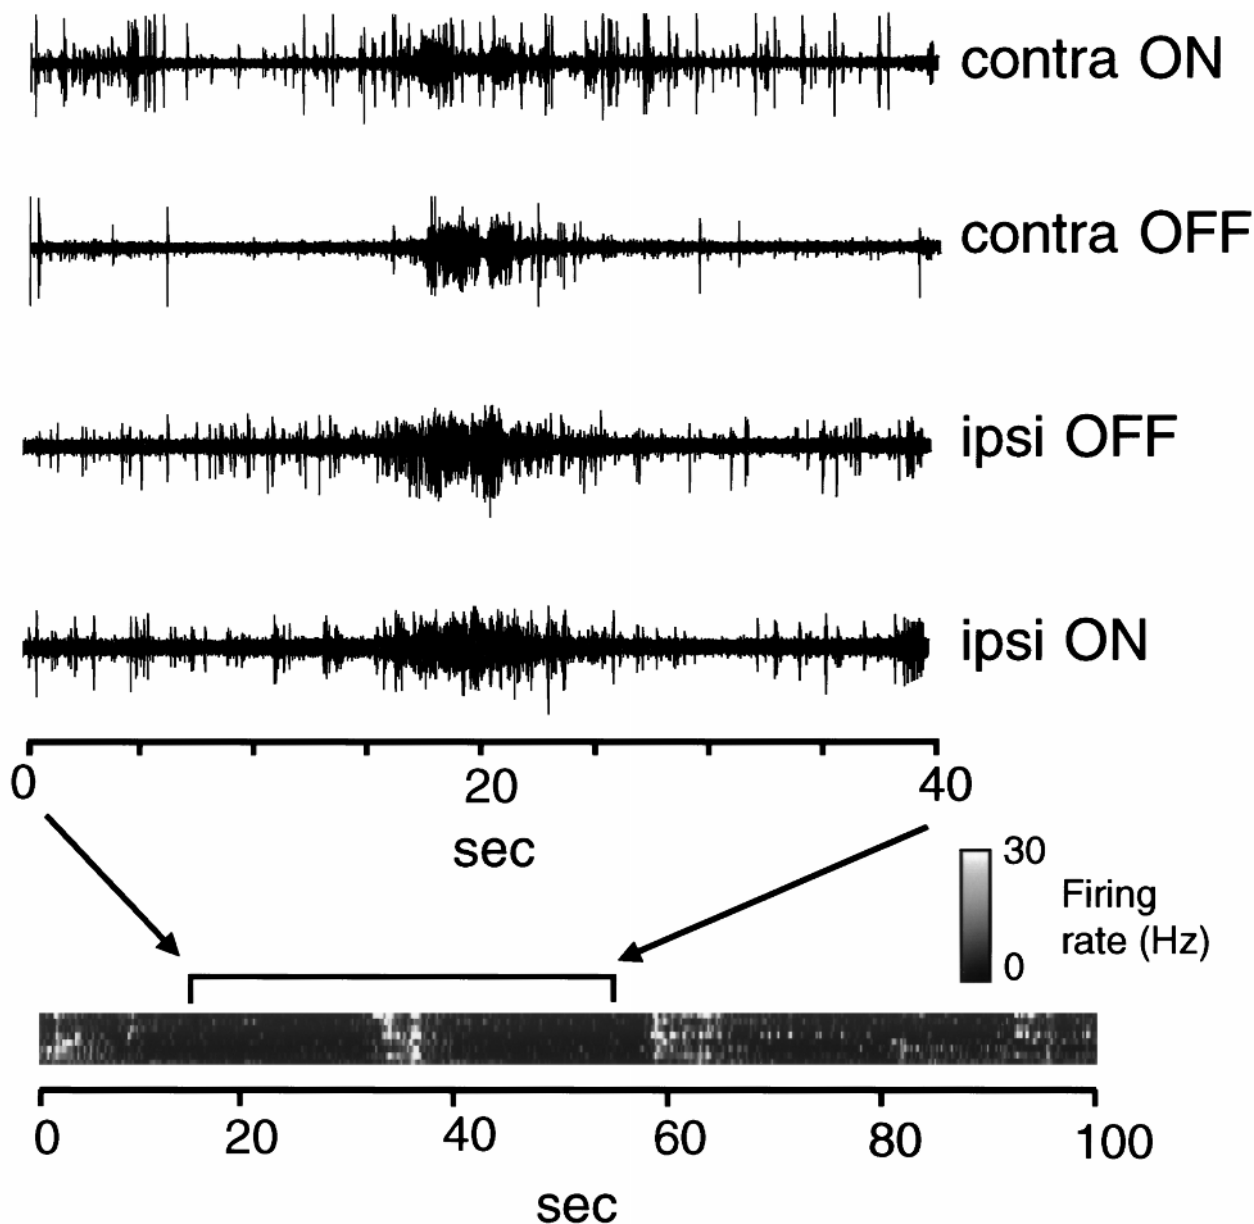 contra ON
contra OFF
ipsi OFF
ipsi ON
0 20 40
sec
30
Firing
rate (Hz)
0
0 20 40 60 80 100
sec